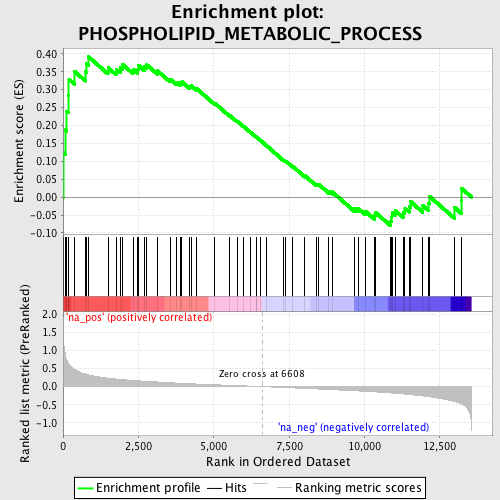 Enrichment plot:
PHOSPHOLIPID_METABOLIC_PROCESS
Enrichment score (ES)
0.40
0.35
0.30
0.25
0.20
0.15
0.10
0.05
0.00
-0.05
-0.10
'na_pos' (positively correlated)
Ranked list metric (PreRanked)
2.0
1.5
1.0
0.5
0.0
-0.5
-1.0
Zero cross at 6608
'na_neg' (negatively correlated)
0
2,500
5,000
7,500
10,000
12,500
Rank in Ordered Dataset
Enrichment profile
Hits
Ranking metric scores